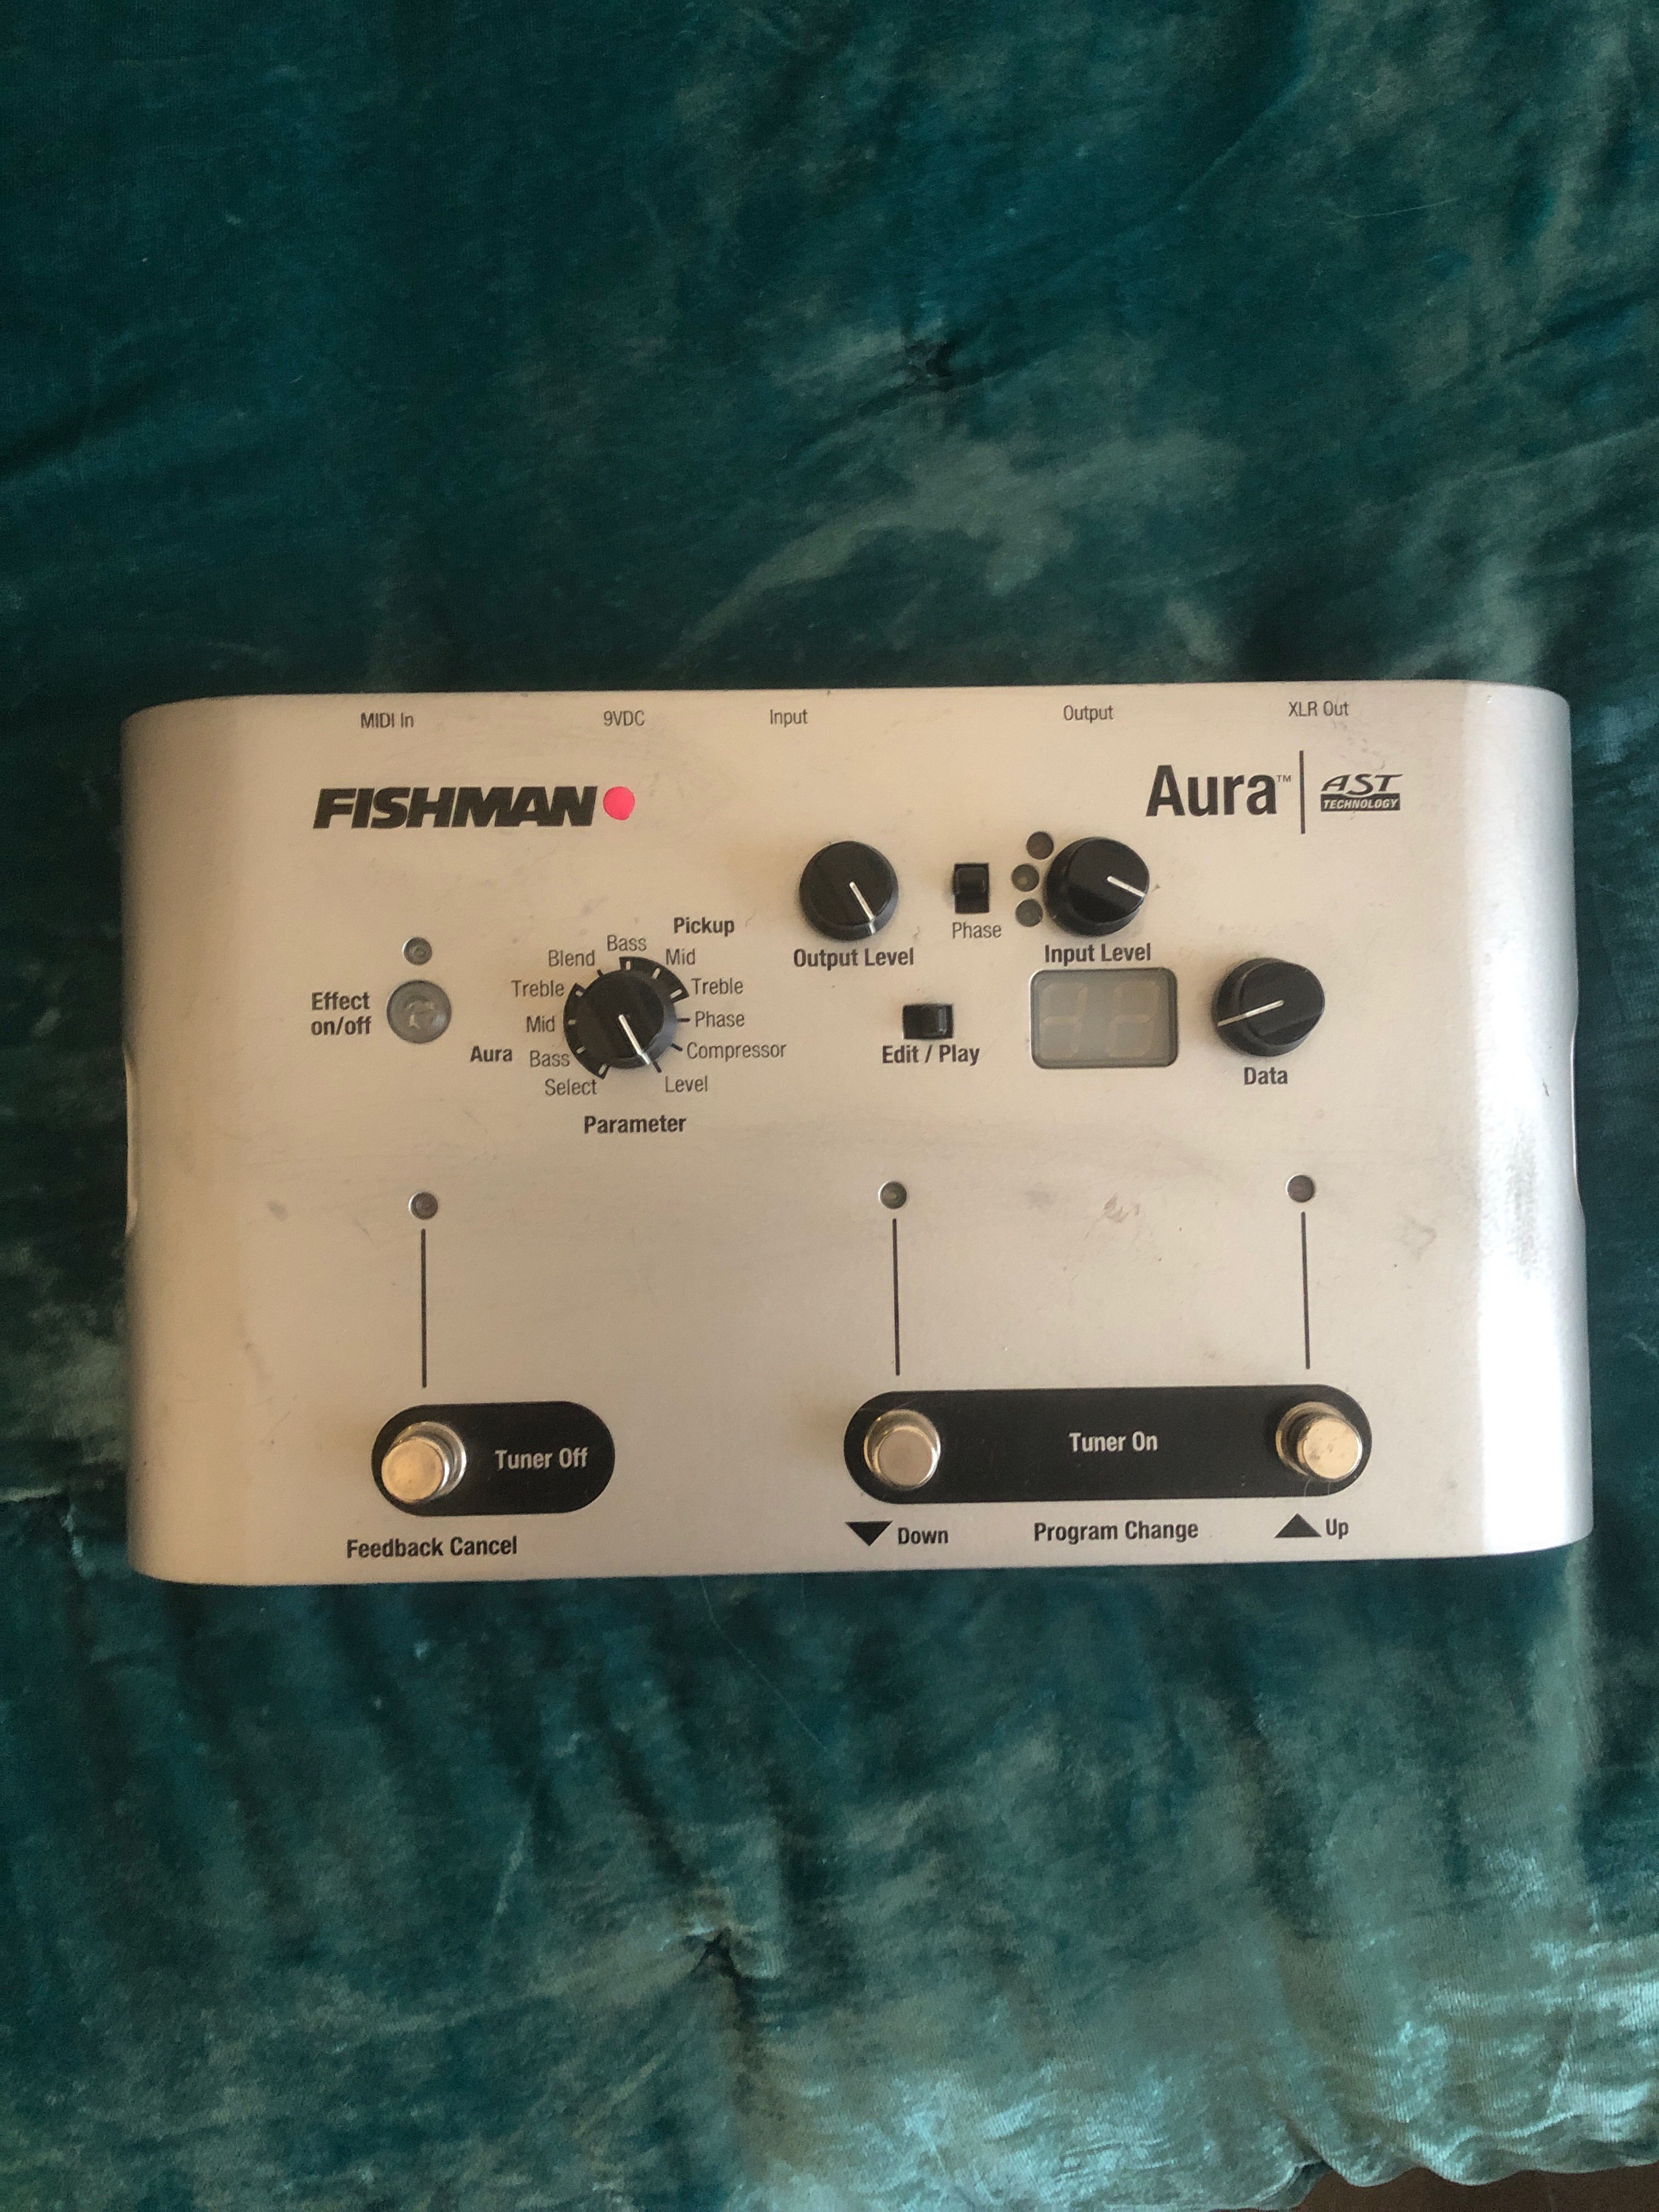 MIDI In
9VDC
Input
Output
XLR Out
FISHMAN
Aura™
AST
TECHNOLOGY
Pickup
Bass
Mid
Blend
Treble
Treble
Mid
Phase
Aura
Bass
Compressor
Select
Level
Parameter
Effect
on/off
Output Level
Phase
Input Level
Edit / Play
Data
Tuner Off
Tuner On
Feedback Cancel
Down
Program Change
Up